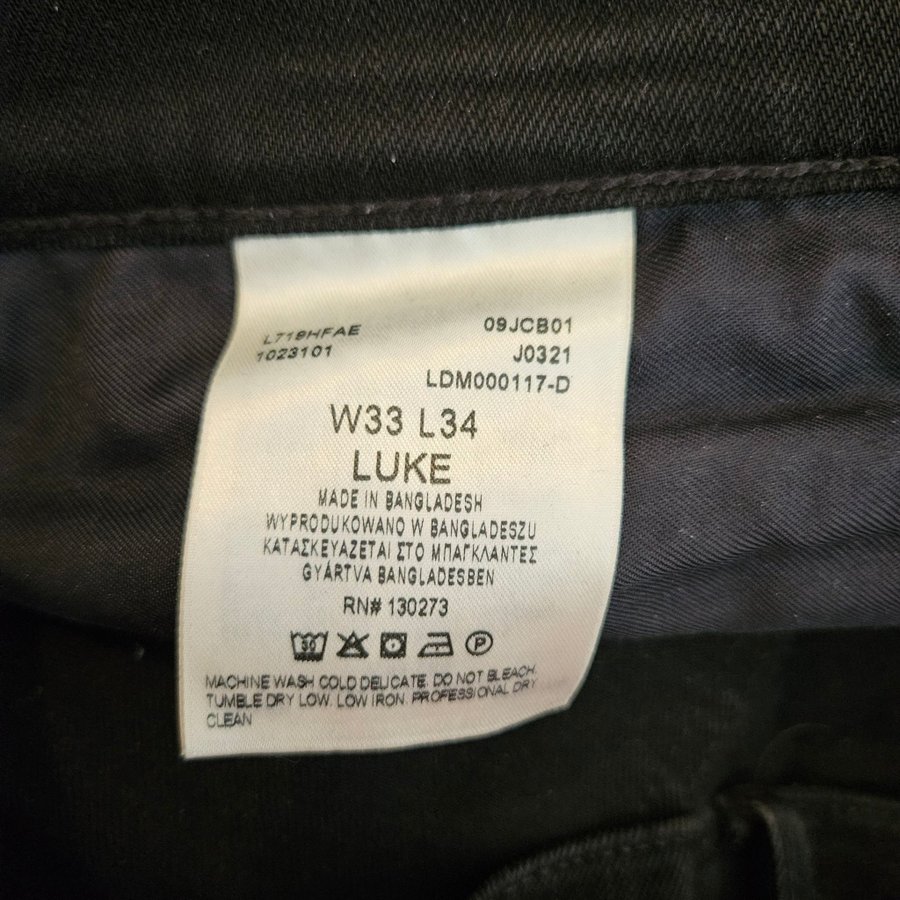 L719HFAE
1023101
09JCB01
J0321
LDM000117-D
W33 L34
LUKE
MADE IN BANGLADESH
WYPRODUKOWANO W BANGLADESZU
ΚΑΤΑΣΚΕΥΑΖΕΤΑΙ ΣΤΟ ΜΠΑΓΚΛΑΝΤΕΣ
GYÁRTVA BANGLADESBEN
RN# 130273
30
P
MACHINE WASH COLD DELICATE. DO NOT BLEACH.
TUMBLE DRY LOW. LOW IRON. PROFESSIONAL DRY
CLEAN